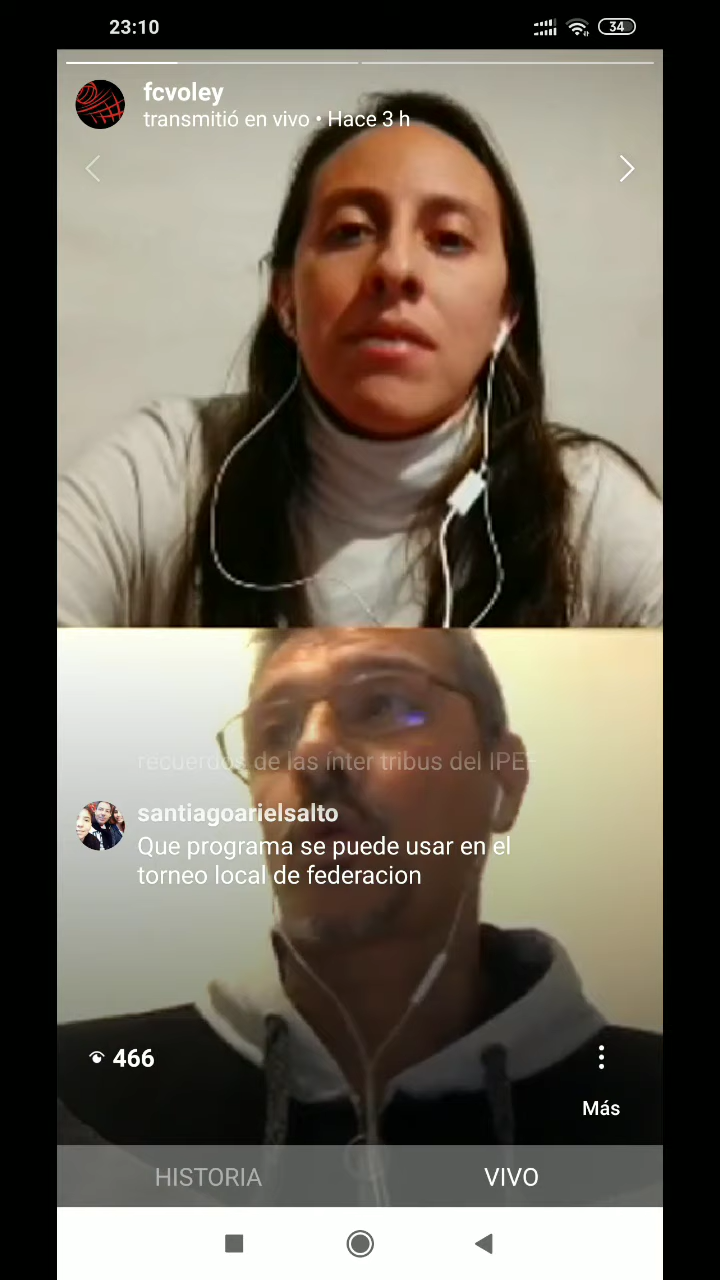 23:10
34
fcvoley
transmitió en vivo • Hace 3 h
recuerdos de las ínter tribus del IPEF
santiagoarielsalto
Que programa se puede usar en el
torneo local de federacion
466
Más
HISTORIA
VIVO